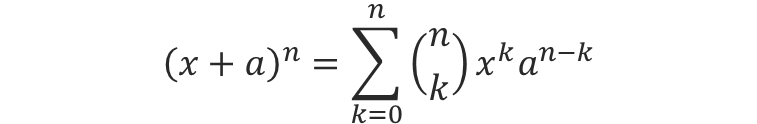 (x + a)^n = \sum_{k=0}^{n} \binom{n}{k} x^k a^{n-k}